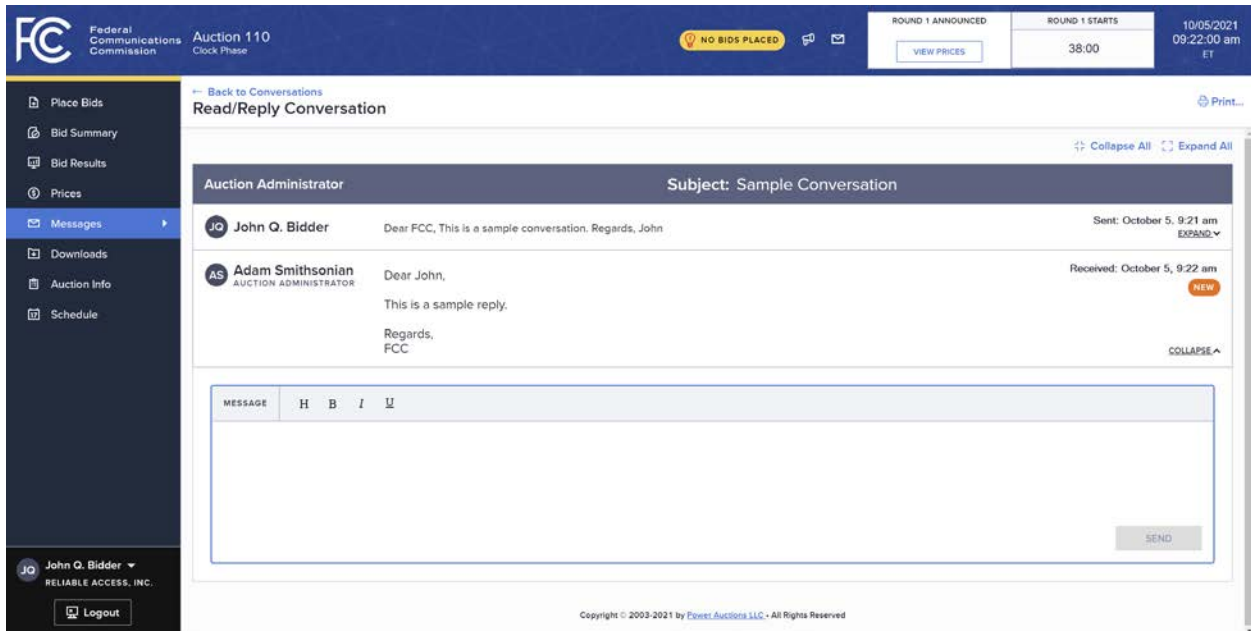 FCC
Federal
Communications
Commission
Auction 110
Clock Phase
NO BIDS PLACED
ROUND 1 ANNOUNCED
VIEW PRICES
ROUND 1 STARTS
38:00
10/05/2021
09:22:00 am
ET
Place Bids
Bid Summary
Bid Results
Prices
Messages
Downloads
Auction Info
17 Schedule
← Back to Conversations
Read/Reply Conversation
Print...
Collapse All Expand All
Auction Administrator Subject: Sample Conversation
JQ John Q. Bidder Dear FCC, This is a sample conversation. Regards, John Sent: October 5, 9:21 am
EXPAND
AS Adam Smithsonian
AUCTION ADMINISTRATOR
Dear John,
This is a sample reply.
Regards,
FCC
Received: October 5, 9:22 am
NEW
COLLAPSE
MESSAGE H B I U
SEND
JQ John Q. Bidder
RELIABLE ACCESS, INC.
Logout
Copyright © 2003-2021 by Power Auctions LLC - All Rights Reserved